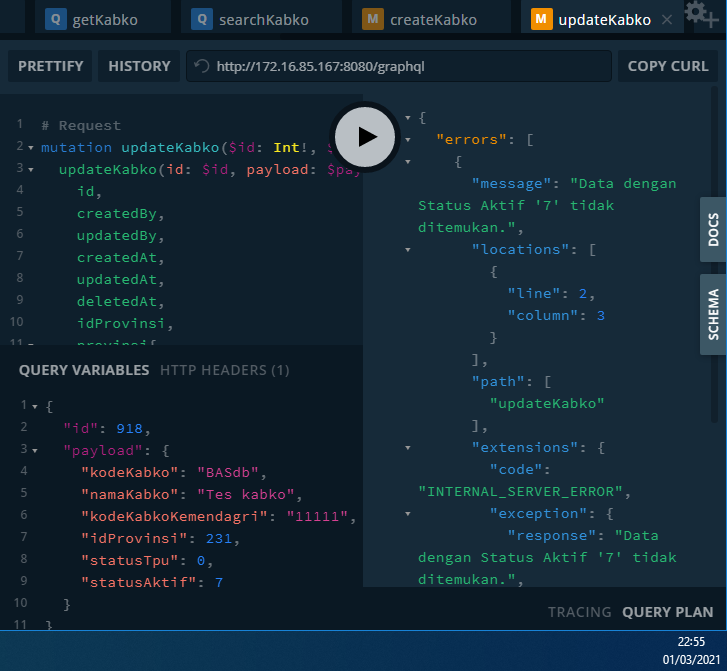 Q getKabko
Q searchKabko
M createKabko
M updateKabko ×
PRETTIFY
HISTORY
http://172.16.85.167:8080/graphql
COPY CURL
1 # Request
2 mutation updateKabko($id: Int!, $
3 updateKabko(id: $id, payload: $pay
4 id,
5 createdBy,
6 updatedBy,
7 createdAt,
8 updatedAt,
9 deletedAt,
10 idProvinsi,
11 provinsi{
QUERY VARIABLES HTTP HEADERS (1)
1 {
2 "id": 918,
3 "payload": {
4 "kodeKabko": "BASdb",
5 "namaKabko": "Tes kabko",
6 "kodeKabkoKemendagri": "11111",
7 "idProvinsi": 231,
8 "statusTpu": 0,
9 "statusAktif": 7
10 }
11 }
{
"errors": [
{
"message": "Data dengan
Status Aktif '7' tidak
ditemukan.",
"locations": [
{
"line": 2,
"column": 3
}
],
"path": [
"updateKabko"
],
"extensions": {
"code":
"INTERNAL_SERVER_ERROR",
"exception": {
"response": "Data
dengan Status Aktif '7' tidak
ditemukan.",
DOCS
SCHEMA
TRACING QUERY PLAN
22:55
01/03/2021